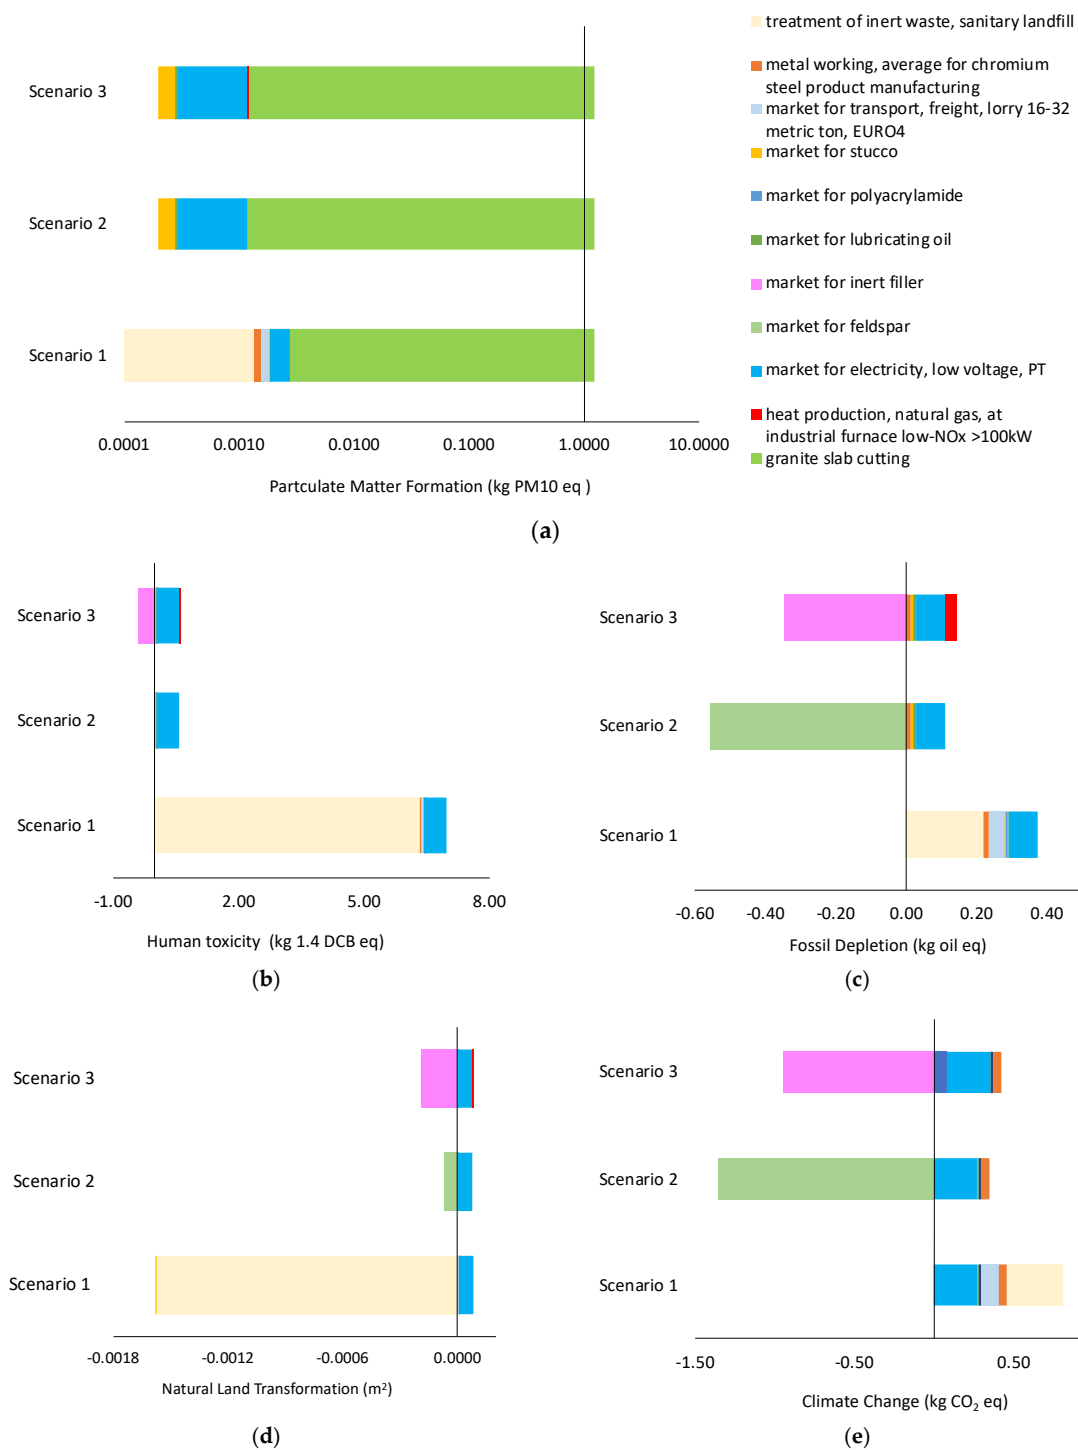 treatment of inert waste, sanitary landfill
metal working, average for chromium
steel product manufacturing
market for transport, freight, lorry 16-32
metric ton, EURO4
market for stucco
market for polyacrylamide
market for lubricating oil
market for inert filler
market for feldspar
market for electricity, low voltage, PT
heat production, natural gas, at
industrial furnace low-NOx >100kW
granite slab cutting
Scenario 3
Scenario 2
Scenario 1
0.0001 0.0010 0.0100 0.1000 1.0000 10.0000
Partculate Matter Formation (kg PM10 eq )
(a)
Scenario 3
Scenario 2
Scenario 1
-1.00 2.00 5.00 8.00
Human toxicity (kg 1.4 DCB eq)
(b)
Scenario 3
Scenario 2
Scenario 1
-0.60 -0.40 -0.20 0.00 0.20 0.40
Fossil Depletion (kg oil eq)
(c)
Scenario 3
Scenario 2
Scenario 1
-0.0018 -0.0012 -0.0006 0.0000
Natural Land Transformation (m²)
(d)
Scenario 3
Scenario 2
Scenario 1
-1.50 -0.50 0.50
Climate Change (kg CO₂ eq)
(e)